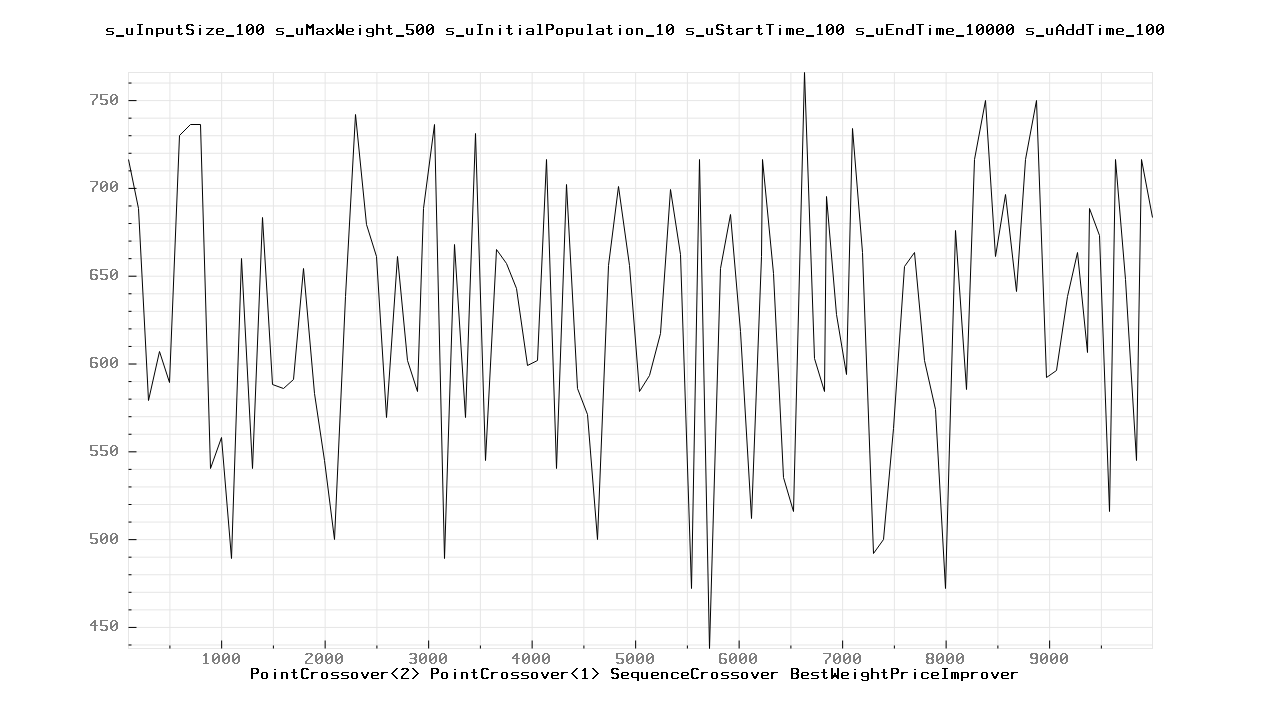 s_uInputSize_100 s_uMaxWeight_500 s_uInitialPopulation_10 s_uStartTime_100 s_uEndTime_10000 s_uAddTime_100
750
700
650
600
550
500
450
1000 2000 3000 4000 5000 6000 7000 8000 9000
PointCrossover<2> PointCrossover<1> SequenceCrossover BestWeightPriceImprover